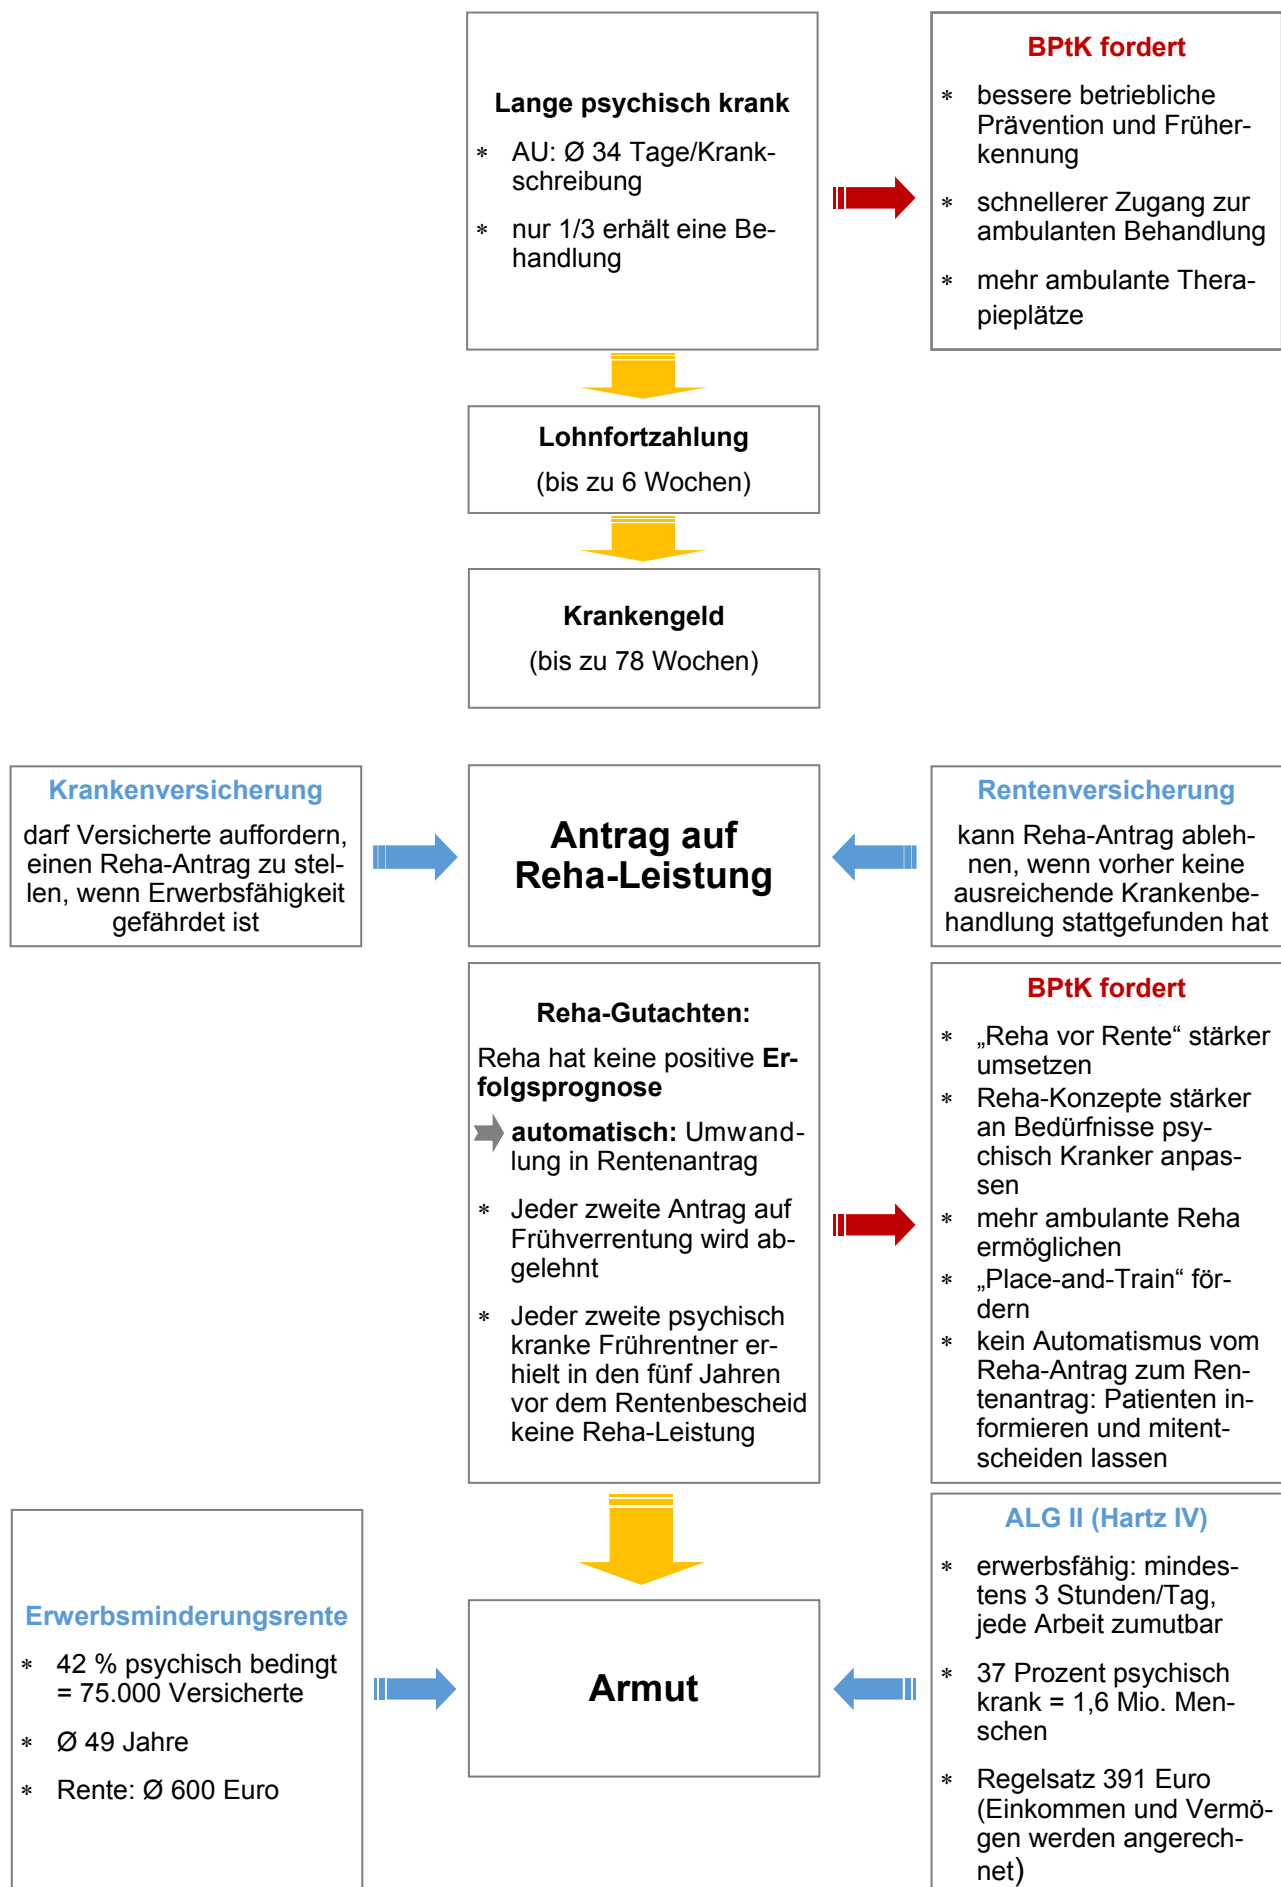 Lange psychisch krank
* AU: Ø 34 Tage/Krank-
schreibung
* nur 1/3 erhält eine Be-
handlung
BPtK fordert
* bessere betriebliche
Prävention und Früher-
kennung
* schnellerer Zugang zur
ambulanten Behandlung
* mehr ambulante Thera-
pieplätze
Lohnfortzahlung
(bis zu 6 Wochen)
Krankengeld
(bis zu 78 Wochen)
Krankenversicherung
darf Versicherte auffordern,
einen Reha-Antrag zu stel-
len, wenn Erwerbsfähigkeit
gefährdet ist
Antrag auf
Reha-Leistung
Rentenversicherung
kann Reha-Antrag ableh-
nen, wenn vorher keine
ausreichende Krankenbe-
handlung stattgefunden hat
Reha-Gutachten:
Reha hat keine positive Er-
folgsprognose
automatisch: Umwand-
lung in Rentenantrag
* Jeder zweite Antrag auf
Frühverrentung wird ab-
gelehnt
* Jeder zweite psychisch
kranke Frührentner er-
hielt in den fünf Jahren
vor dem Rentenbescheid
keine Reha-Leistung
BPtK fordert
* „Reha vor Rente“ stärker
umsetzen
* Reha-Konzepte stärker
an Bedürfnisse psy-
chisch Kranker anpas-
sen
* mehr ambulante Reha
ermöglichen
* „Place-and-Train“ för-
dern
* kein Automatismus vom
Reha-Antrag zum Ren-
tenantrag: Patienten in-
formieren und mitent-
scheiden lassen
Erwerbsminderungsrente
* 42 % psychisch bedingt
= 75.000 Versicherte
* Ø 49 Jahre
* Rente: Ø 600 Euro
Armut
ALG II (Hartz IV)
* erwerbsfähig: mindes-
tens 3 Stunden/Tag,
jede Arbeit zumutbar
* 37 Prozent psychisch
krank = 1,6 Mio. Men-
schen
* Regelsatz 391 Euro
(Einkommen und Vermö-
gen werden angerech-
net)